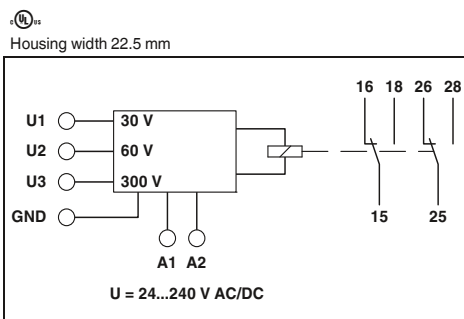 c UL us
Housing width 22.5 mm
16 18 26 28
U1 30 V
U2 60 V
U3 300 V
GND
15 25
A1 A2
U = 24...240 V AC/DC